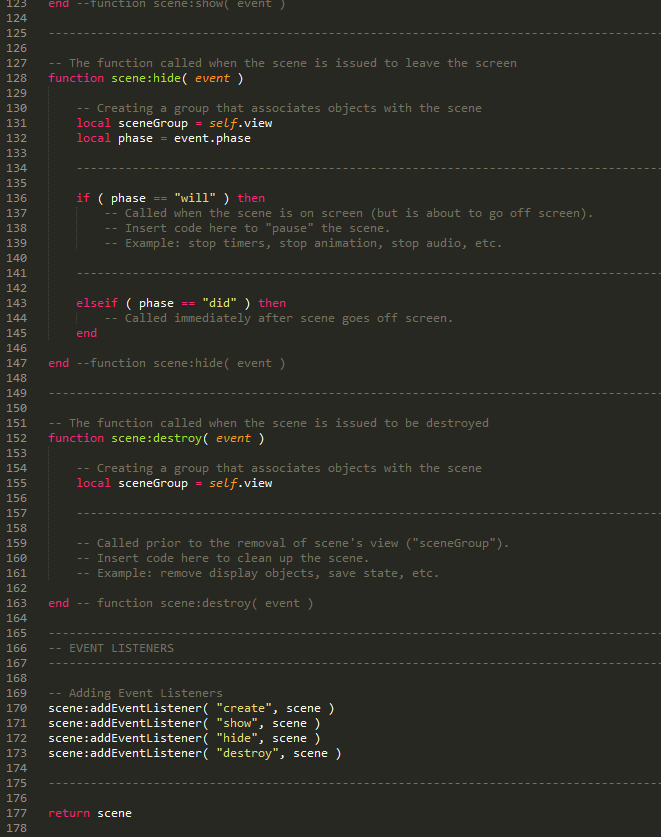 123 end --function scene:show( event )
124
125 ---------------------------------------------------------------------------------------
126
127 -- The function called when the scene is issued to leave the screen
128 function scene:hide( event )
129
130 -- Creating a group that associates objects with the scene
131 local sceneGroup = self.view
132 local phase = event.phase
133
134 -----------------------------------------------------------------------------------
135
136 if ( phase == "will" ) then
137 -- Called when the scene is on screen (but is about to go off screen).
138 -- Insert code here to "pause" the scene.
139 -- Example: stop timers, stop animation, stop audio, etc.
140
141 -----------------------------------------------------------------------------------
142
143 elseif ( phase == "did" ) then
144 -- Called immediately after scene goes off screen.
145 end
146
147 end --function scene:hide( event )
148
149 ---------------------------------------------------------------------------------------
150
151 -- The function called when the scene is issued to be destroyed
152 function scene:destroy( event )
153
154 -- Creating a group that associates objects with the scene
155 local sceneGroup = self.view
156
157 -----------------------------------------------------------------------------------
158
159 -- Called prior to the removal of scene's view ("sceneGroup").
160 -- Insert code here to clean up the scene.
161 -- Example: remove display objects, save state, etc.
162
163 end -- function scene:destroy( event )
164
165 ---------------------------------------------------------------------------------------
166 -- EVENT LISTENERS
167 ---------------------------------------------------------------------------------------
168
169 -- Adding Event Listeners
170 scene:addEventListener( "create", scene )
171 scene:addEventListener( "show", scene )
172 scene:addEventListener( "hide", scene )
173 scene:addEventListener( "destroy", scene )
174
175 ---------------------------------------------------------------------------------------
176
177 return scene
178